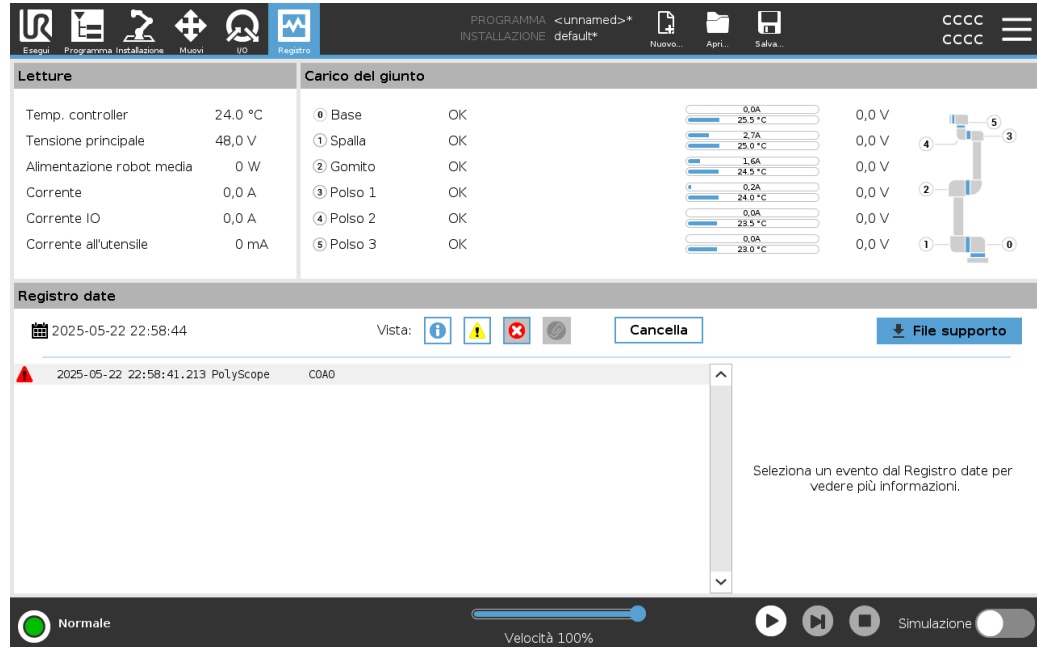 PROGRAMMA <unnamed>*
INSTALLAZIONE default*
CCCC
CCCC
Esegui Programma Installazione Muovi I/O Registro
Nuovo... Apri... Salva...
Letture
Carico del giunto
Temp. controller 24.0 °C
Tensione principale 48,0 V
Alimentazione robot media 0 W
Corrente 0,0 A
Corrente IO 0,0 A
Corrente all'utensile 0 mA
0 Base OK 0,0A 25.5 °C 0,0 V
1 Spalla OK 2,7A 25.0 °C 0,0 V
2 Gomito OK 1,6A 24.5 °C 0,0 V
3 Polso 1 OK 0,2A 24.0 °C 0,0 V
4 Polso 2 OK 0,0A 23.5 °C 0,0 V
5 Polso 3 OK 0,0A 23.0 °C 0,0 V
5
4 3
2
1 0
Registro date
2025-05-22 22:58:44 Vista: Cancella File supporto
2025-05-22 22:58:41.213 PolyScope C0A0
Seleziona un evento dal Registro date per
vedere più informazioni.
Normale
Velocità 100%
Simulazione